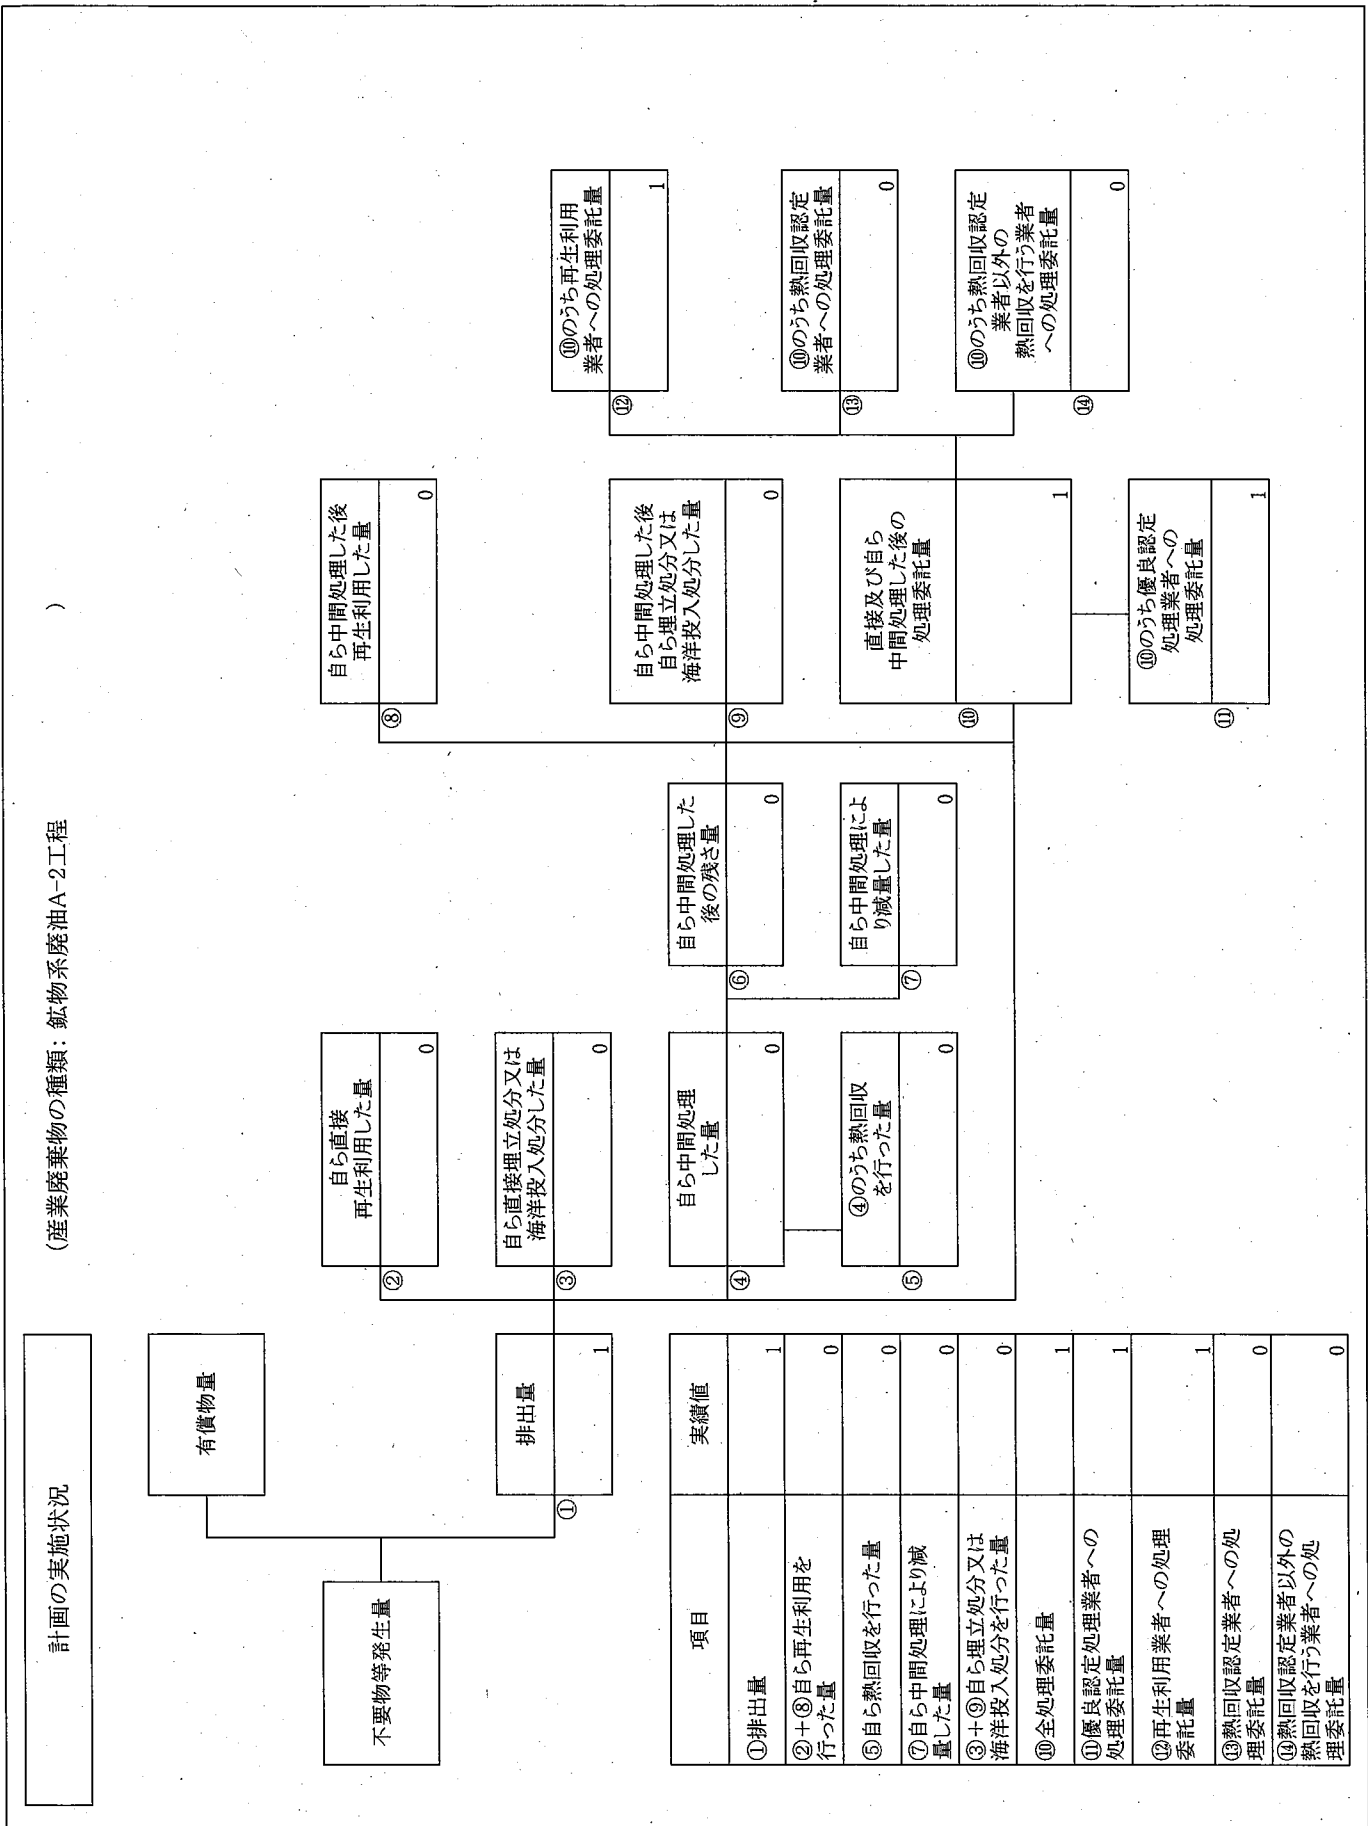 計画の実施状況
(産業廃棄物の種類: 鉱物系廃油A-2工程 )
不要物等発生量
有償物量
①
排出量
1
②
自ら直接
再生利用した量
0
③
自ら直接埋立処分又は
海洋投入処分した量
0
④
自ら中間処理
した量
0
⑤
④のうち熱回収
を行った量
0
⑥
自ら中間処理した
後の残さ量
0
⑦
自ら中間処理によ
り減量した量
0
⑧
自ら中間処理した後
再生利用した量
0
⑨
自ら中間処理した後
自ら埋立処分又は
海洋投入処分した量
0
⑩
直接及び自ら
中間処理した後の
処理委託量
1
⑪
⑩のうち優良認定
処理業者への
処理委託量
1
⑫
⑩のうち再生利用
業者への処理委託量
1
⑬
⑩のうち熱回収認定
業者への処理委託量
0
⑭
⑩のうち熱回収認定
業者以外の
熱回収を行う業者
への処理委託量
0
項目 実績値
①排出量 1
②+⑧自ら再生利用を
行った量 0
⑤自ら熱回収を行った量 0
⑦自ら中間処理により減
量した量 0
③+⑨自ら埋立処分又は
海洋投入処分を行った量 0
⑩全処理委託量 1
⑪優良認定処理業者への
処理委託量 1
⑫再生利用業者への処理
委託量 1
⑬熱回収認定業者への処
理委託量 0
⑭熱回収認定業者以外の
熱回収を行う業者への処
理委託量 0